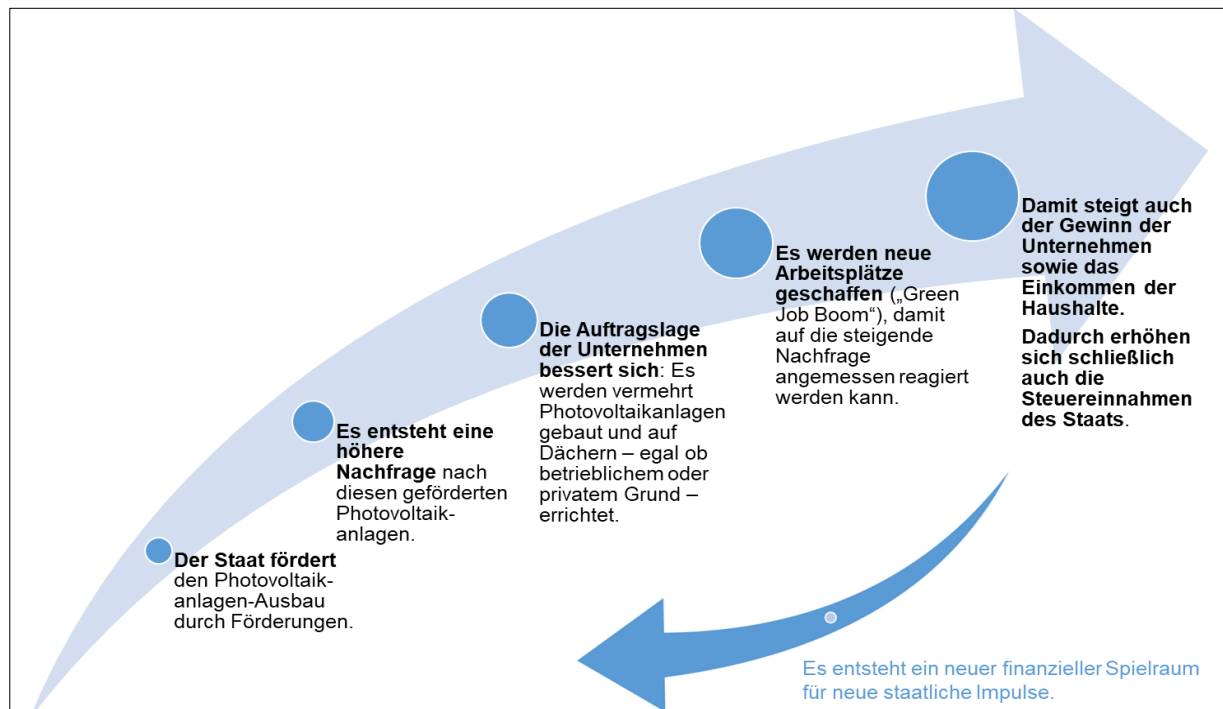 Der Staat fördert
den Photovoltaik-
anlagen-Ausbau
durch Förderungen.
Es entsteht eine
höhere
Nachfrage nach
diesen geförderten
Photovoltaik-
anlagen.
Die Auftragslage
der Unternehmen
bessert sich: Es
werden vermehrt
Photovoltaikanlagen
gebaut und auf
Dächern – egal ob
betrieblichem oder
privatem Grund –
errichtet.
Es werden neue
Arbeitsplätze
geschaffen („Green
Job Boom“), damit
auf die steigende
Nachfrage
angemessen reagiert
werden kann.
Damit steigt auch
der Gewinn der
Unternehmen
sowie das
Einkommen der
Haushalte.
Dadurch erhöhen
sich schließlich
auch die
Steuereinnahmen
des Staats.
Es entsteht ein neuer finanzieller Spielraum
für neue staatliche Impulse.